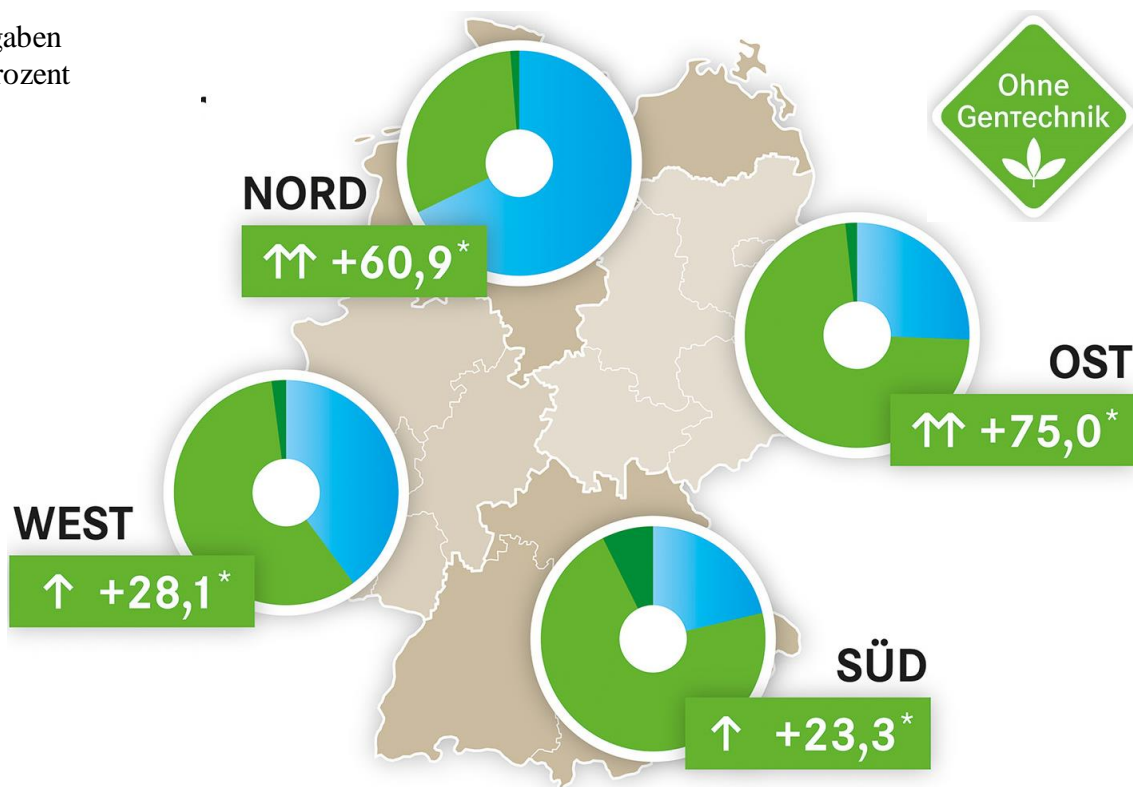 gaben
rozent
Ohne
Gentechnik
NORD
+60,9*
OST
+75,0*
WEST
+28,1*
SÜD
+23,3*